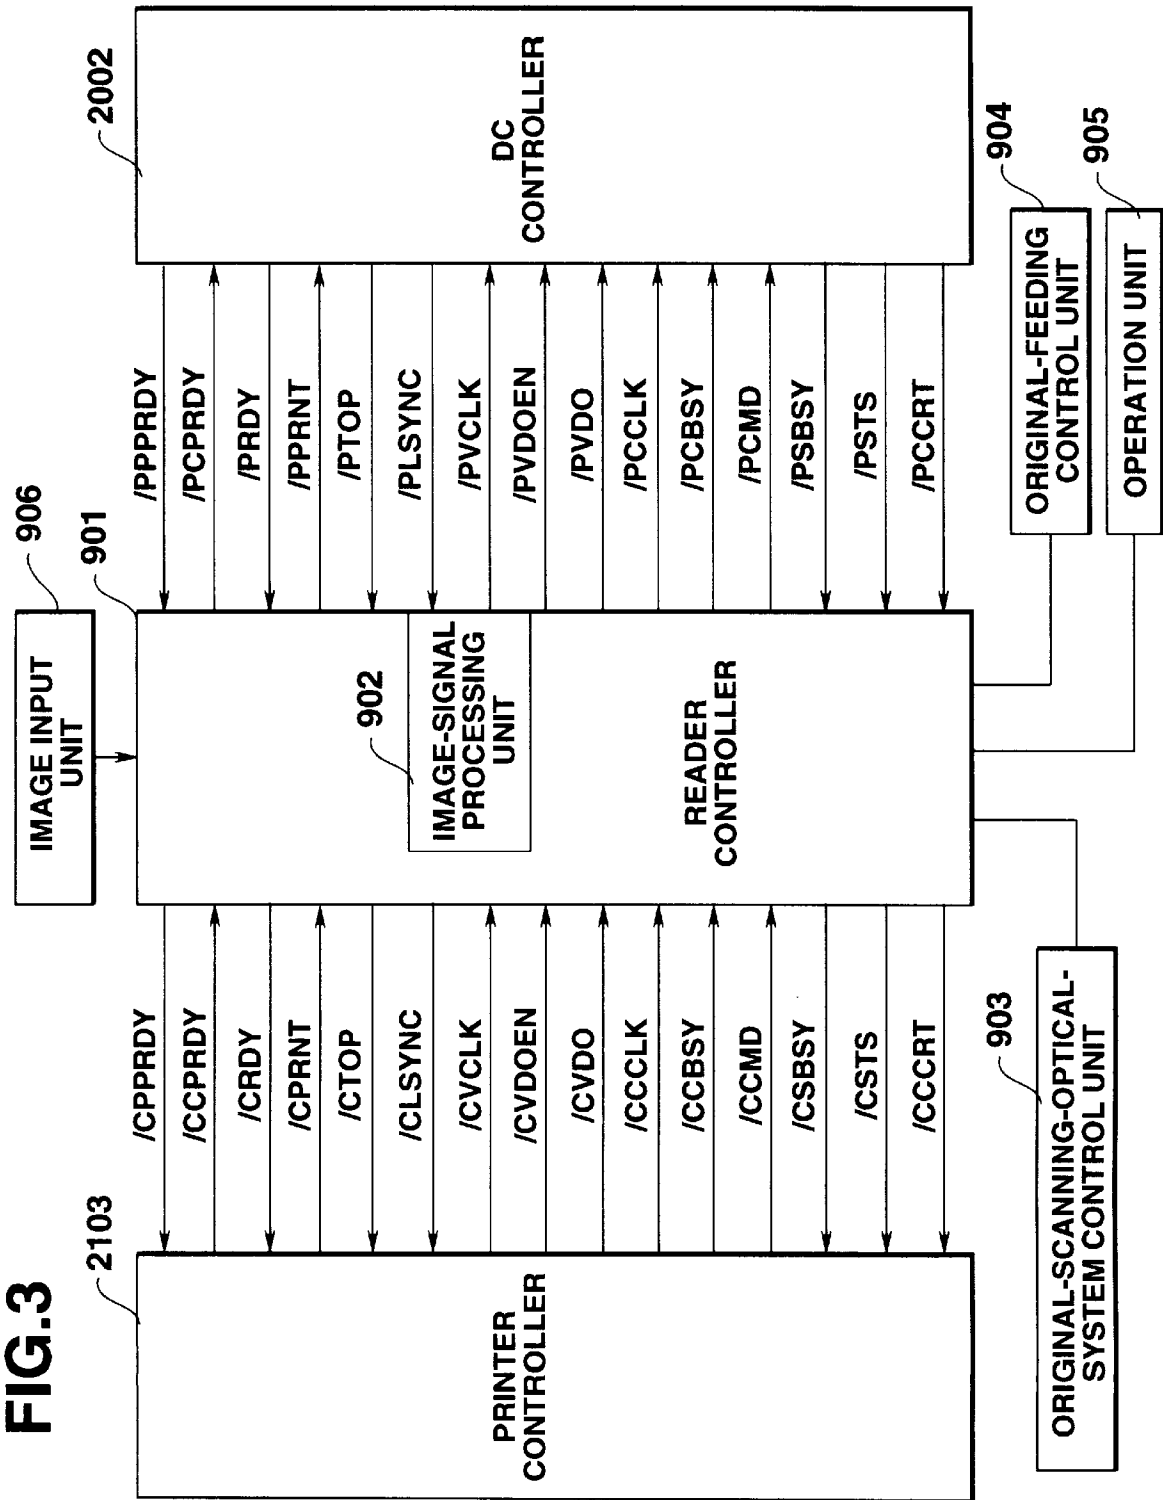 FIG.3
2103
PRINTER
CONTROLLER
/CPPRDY
/CCPRDY
/CRDY
/CPRNT
/CTOP
/CLSYNC
/CVCLK
/CVDOEN
/CVDO
/CCCLK
/CCBSY
/CCMD
/CSBSY
/CSTS
/CCCRT
903
ORIGINAL-SCANNING-OPTICAL-
SYSTEM CONTROL UNIT
IMAGE INPUT
UNIT
906
901
902
IMAGE-SIGNAL
PROCESSING
UNIT
READER
CONTROLLER
/PPPRDY
/PCPRDY
/PRDY
/PPRNT
/PTOP
/PLSYNC
/PVCLK
/PVDOEN
/PVDO
/PCCLK
/PCBSY
/PCMD
/PSBSY
/PSTS
/PCCRT
2002
DC
CONTROLLER
904
ORIGINAL-FEEDING
CONTROL UNIT
905
OPERATION UNIT